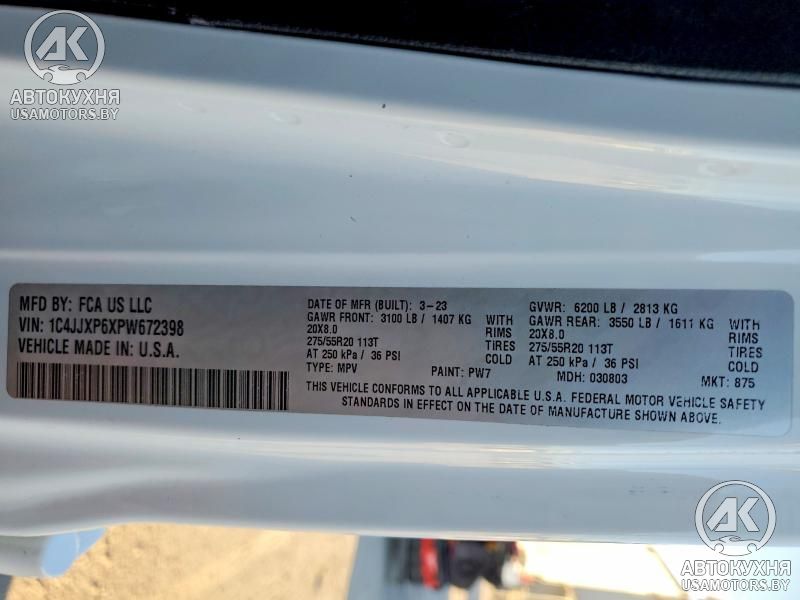 АК
АВТОКУХНЯ
USAMOTORS.BY
MFD BY: FCA US LLC
VIN: 1C4JJXP6XPW672398
VEHICLE MADE IN: U.S.A.
DATE OF MFR (BUILT): 3-23
GAWR FRONT: 3100 LB / 1407 KG WITH
20X8.0 RIMS
275/55R20 113T TIRES
AT 250 kPa / 36 PSI COLD
TYPE: MPV PAINT: PW7
GVWR: 6200 LB / 2813 KG
GAWR REAR: 3550 LB / 1611 KG WITH
20X8.0 RIMS
275/55R20 113T TIRES
AT 250 kPa / 36 PSI COLD
MDH: 030803 MKT: 875
THIS VEHICLE CONFORMS TO ALL APPLICABLE U.S.A. FEDERAL MOTOR VEHICLE SAFETY
STANDARDS IN EFFECT ON THE DATE OF MANUFACTURE SHOWN ABOVE.
АК
АВТОКУХНЯ
USAMOTORS.BY